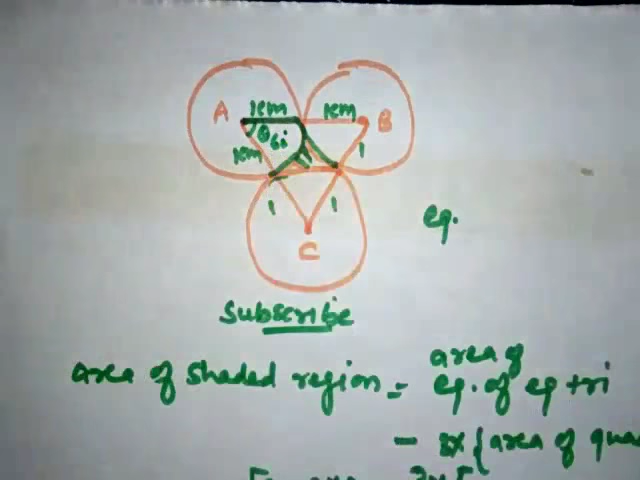 A 1cm 1cm B
θ 60
1cm 1
1 1
C
eq.
Subscribe
area of
area of shaded region = eq. of eq tri
- 3x { area of qua